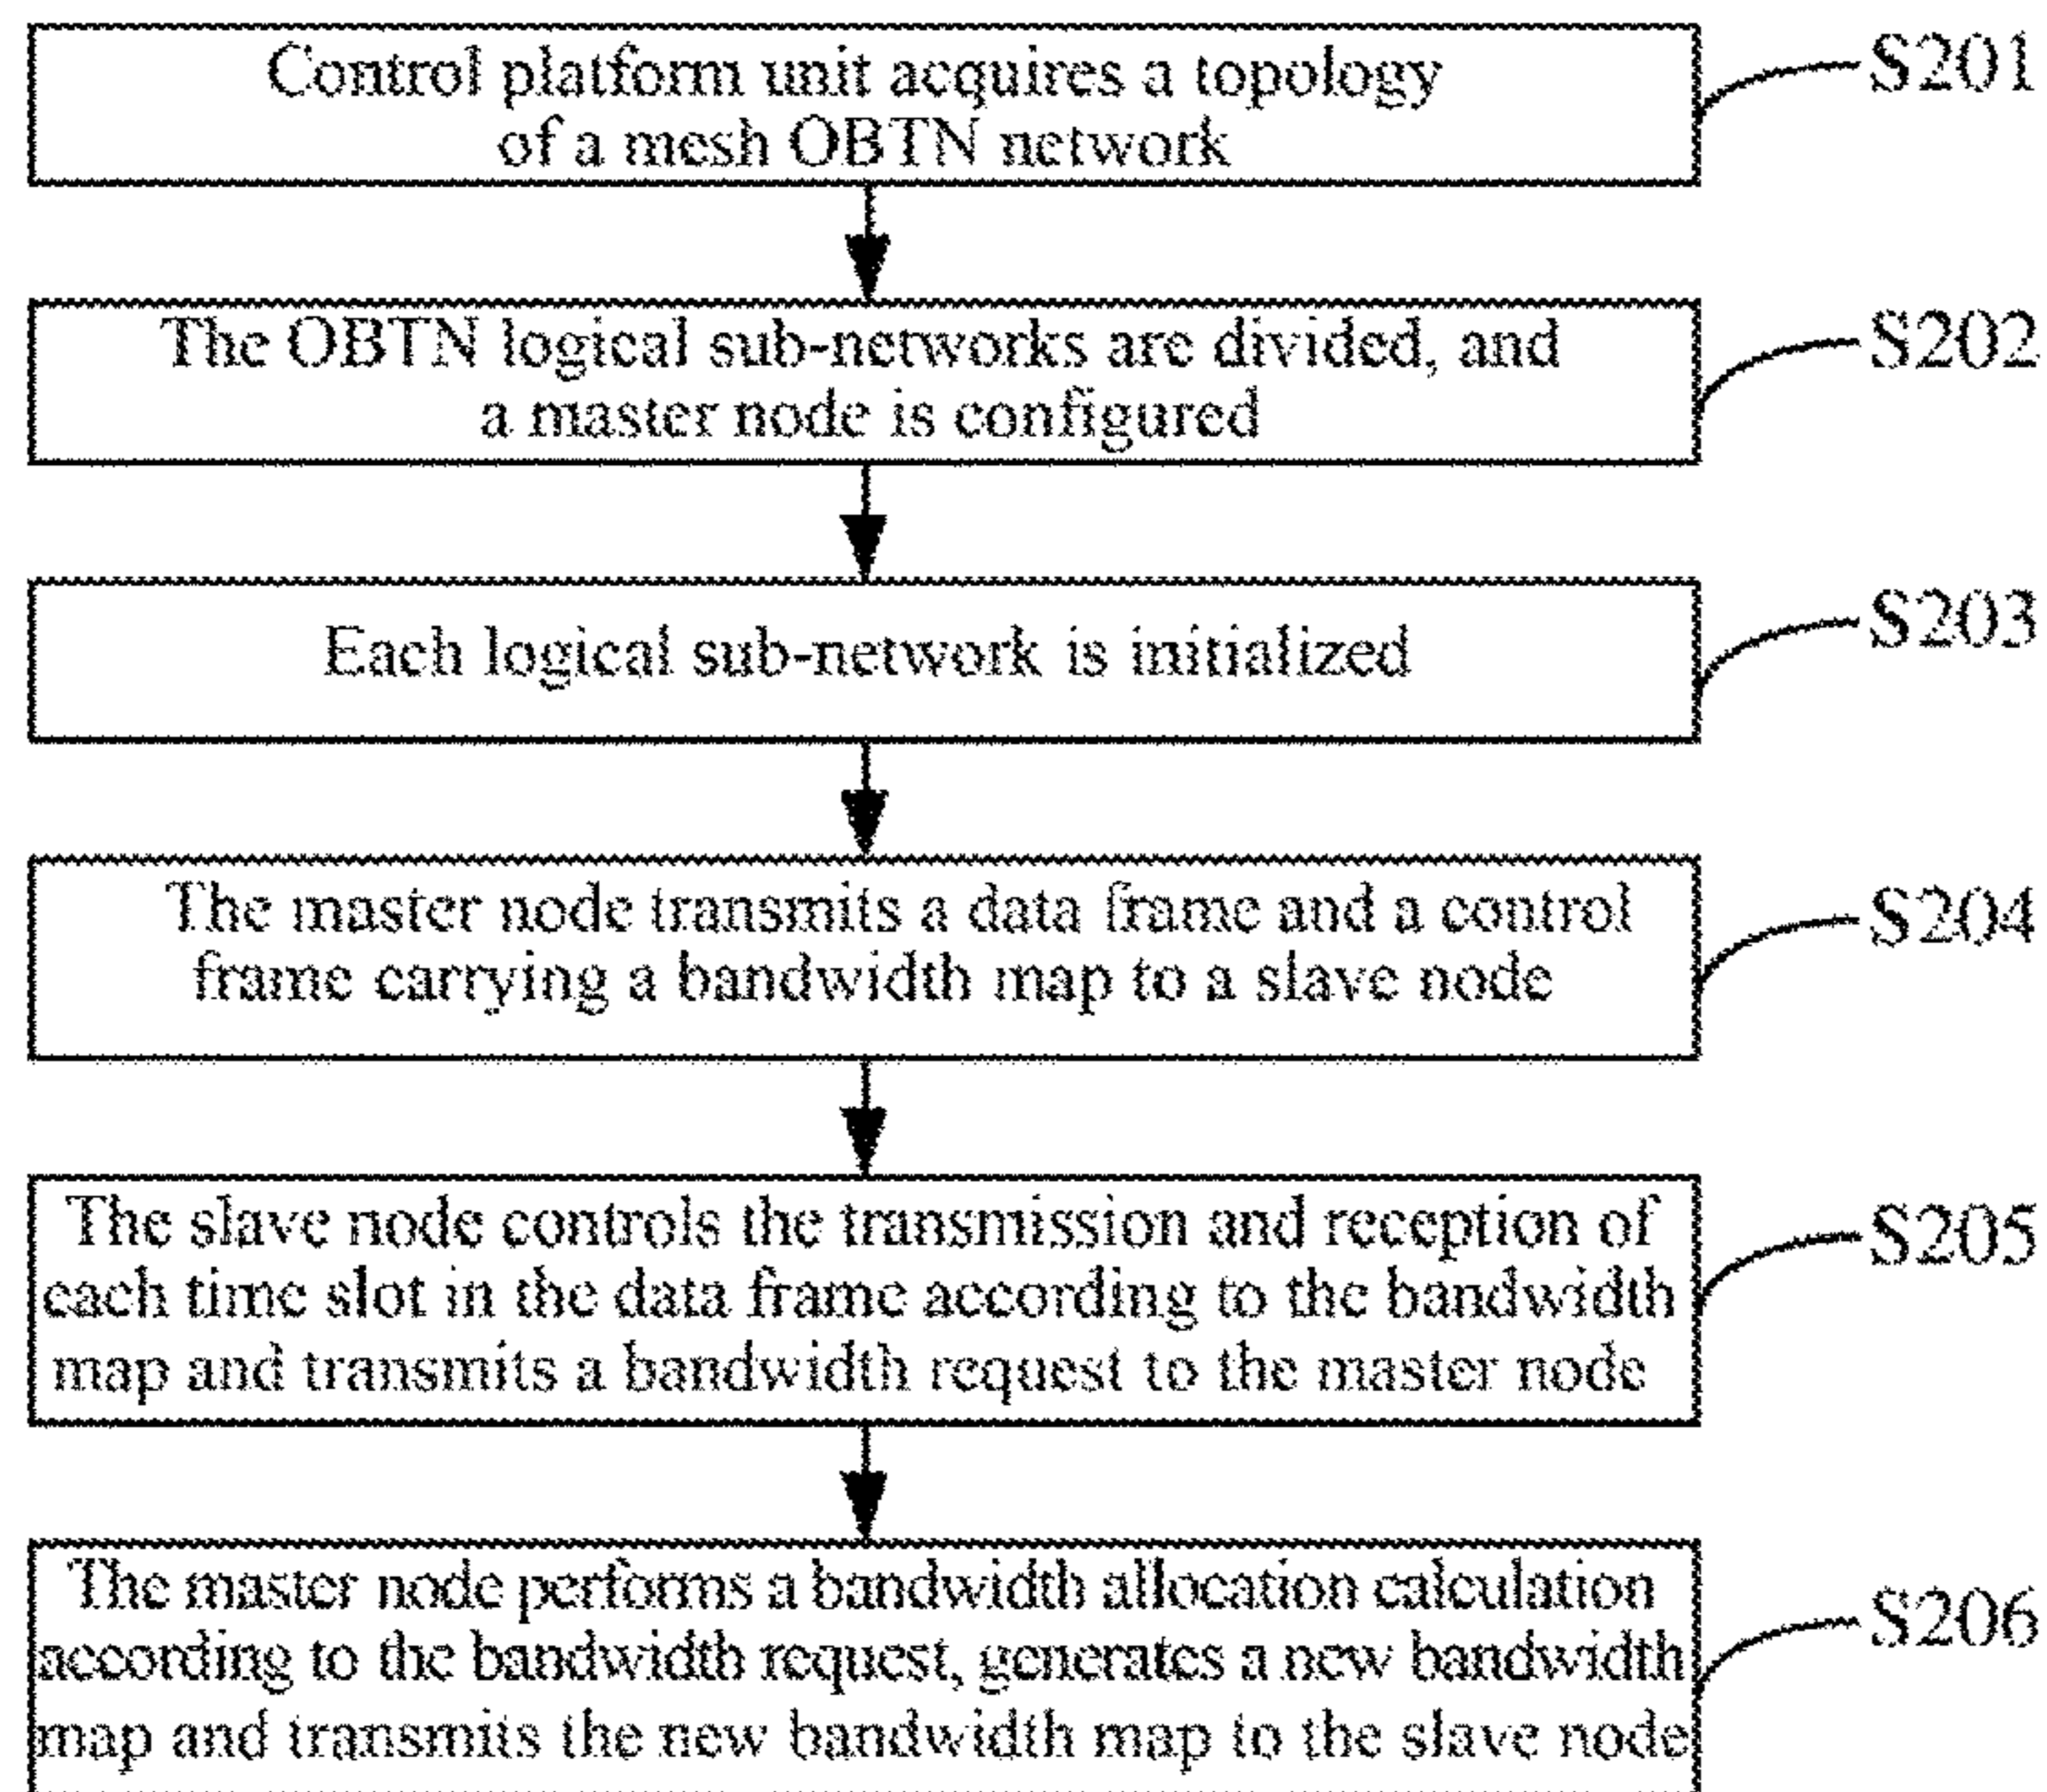 Control platform unit acquires a topology
of a mesh OBTN network
S201
The OBTN logical sub-networks are divided, and
a master node is configured
S202
Each logical sub-network is initialized
S203
The master node transmits a data frame and a control
frame carrying a bandwidth map to a slave node
S204
The slave node controls the transmission and reception of
each time slot in the data frame according to the bandwidth
map and transmits a bandwidth request to the master node
S205
The master node performs a bandwidth allocation calculation
according to the bandwidth request, generates a new bandwidth
map and transmits the new bandwidth map to the slave node
S206